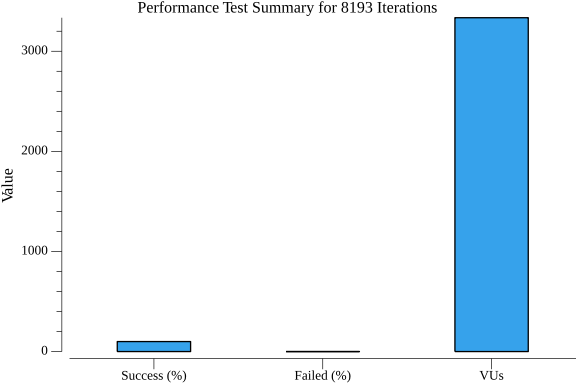 Performance Test Summary for 8193 Iterations
Value
3000
2000
1000
0
Success (%)
Failed (%)
VUs